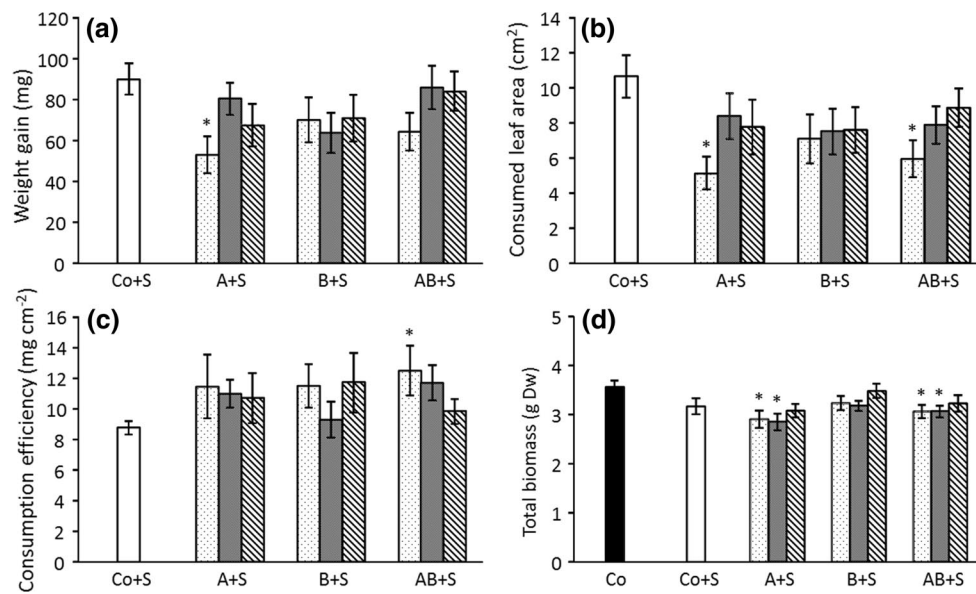 (a)
Weight gain (mg)
120
100
80
60
40
20
0
*
Co+S A+S B+S AB+S
(b)
Consumed leaf area (cm²)
14
12
10
8
6
4
2
0
* *
Co+S A+S B+S AB+S
(c)
Consumption efficiency (mg cm⁻²)
16
14
12
10
8
6
4
2
0
*
Co+S A+S B+S AB+S
(d)
Total biomass (g Dw)
5
4
3
2
1
0
* * * *
Co Co+S A+S B+S AB+S